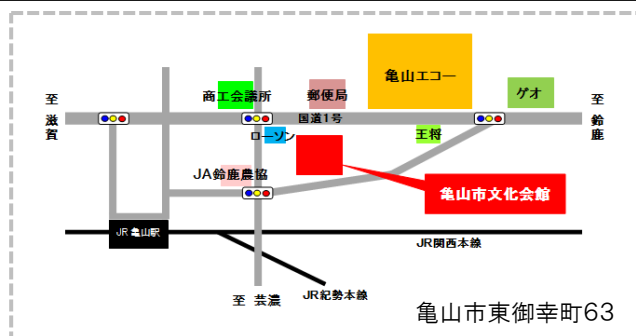 亀山エコー
ゲオ
商工会議所
郵便局
至
滋
賀
至
鈴
鹿
国道1号
ローソン
王将
JA鈴鹿農協
亀山市文化会館
JR 亀山駅
JR関西本線
JR紀勢本線
至 芸濃
亀山市東御幸町63